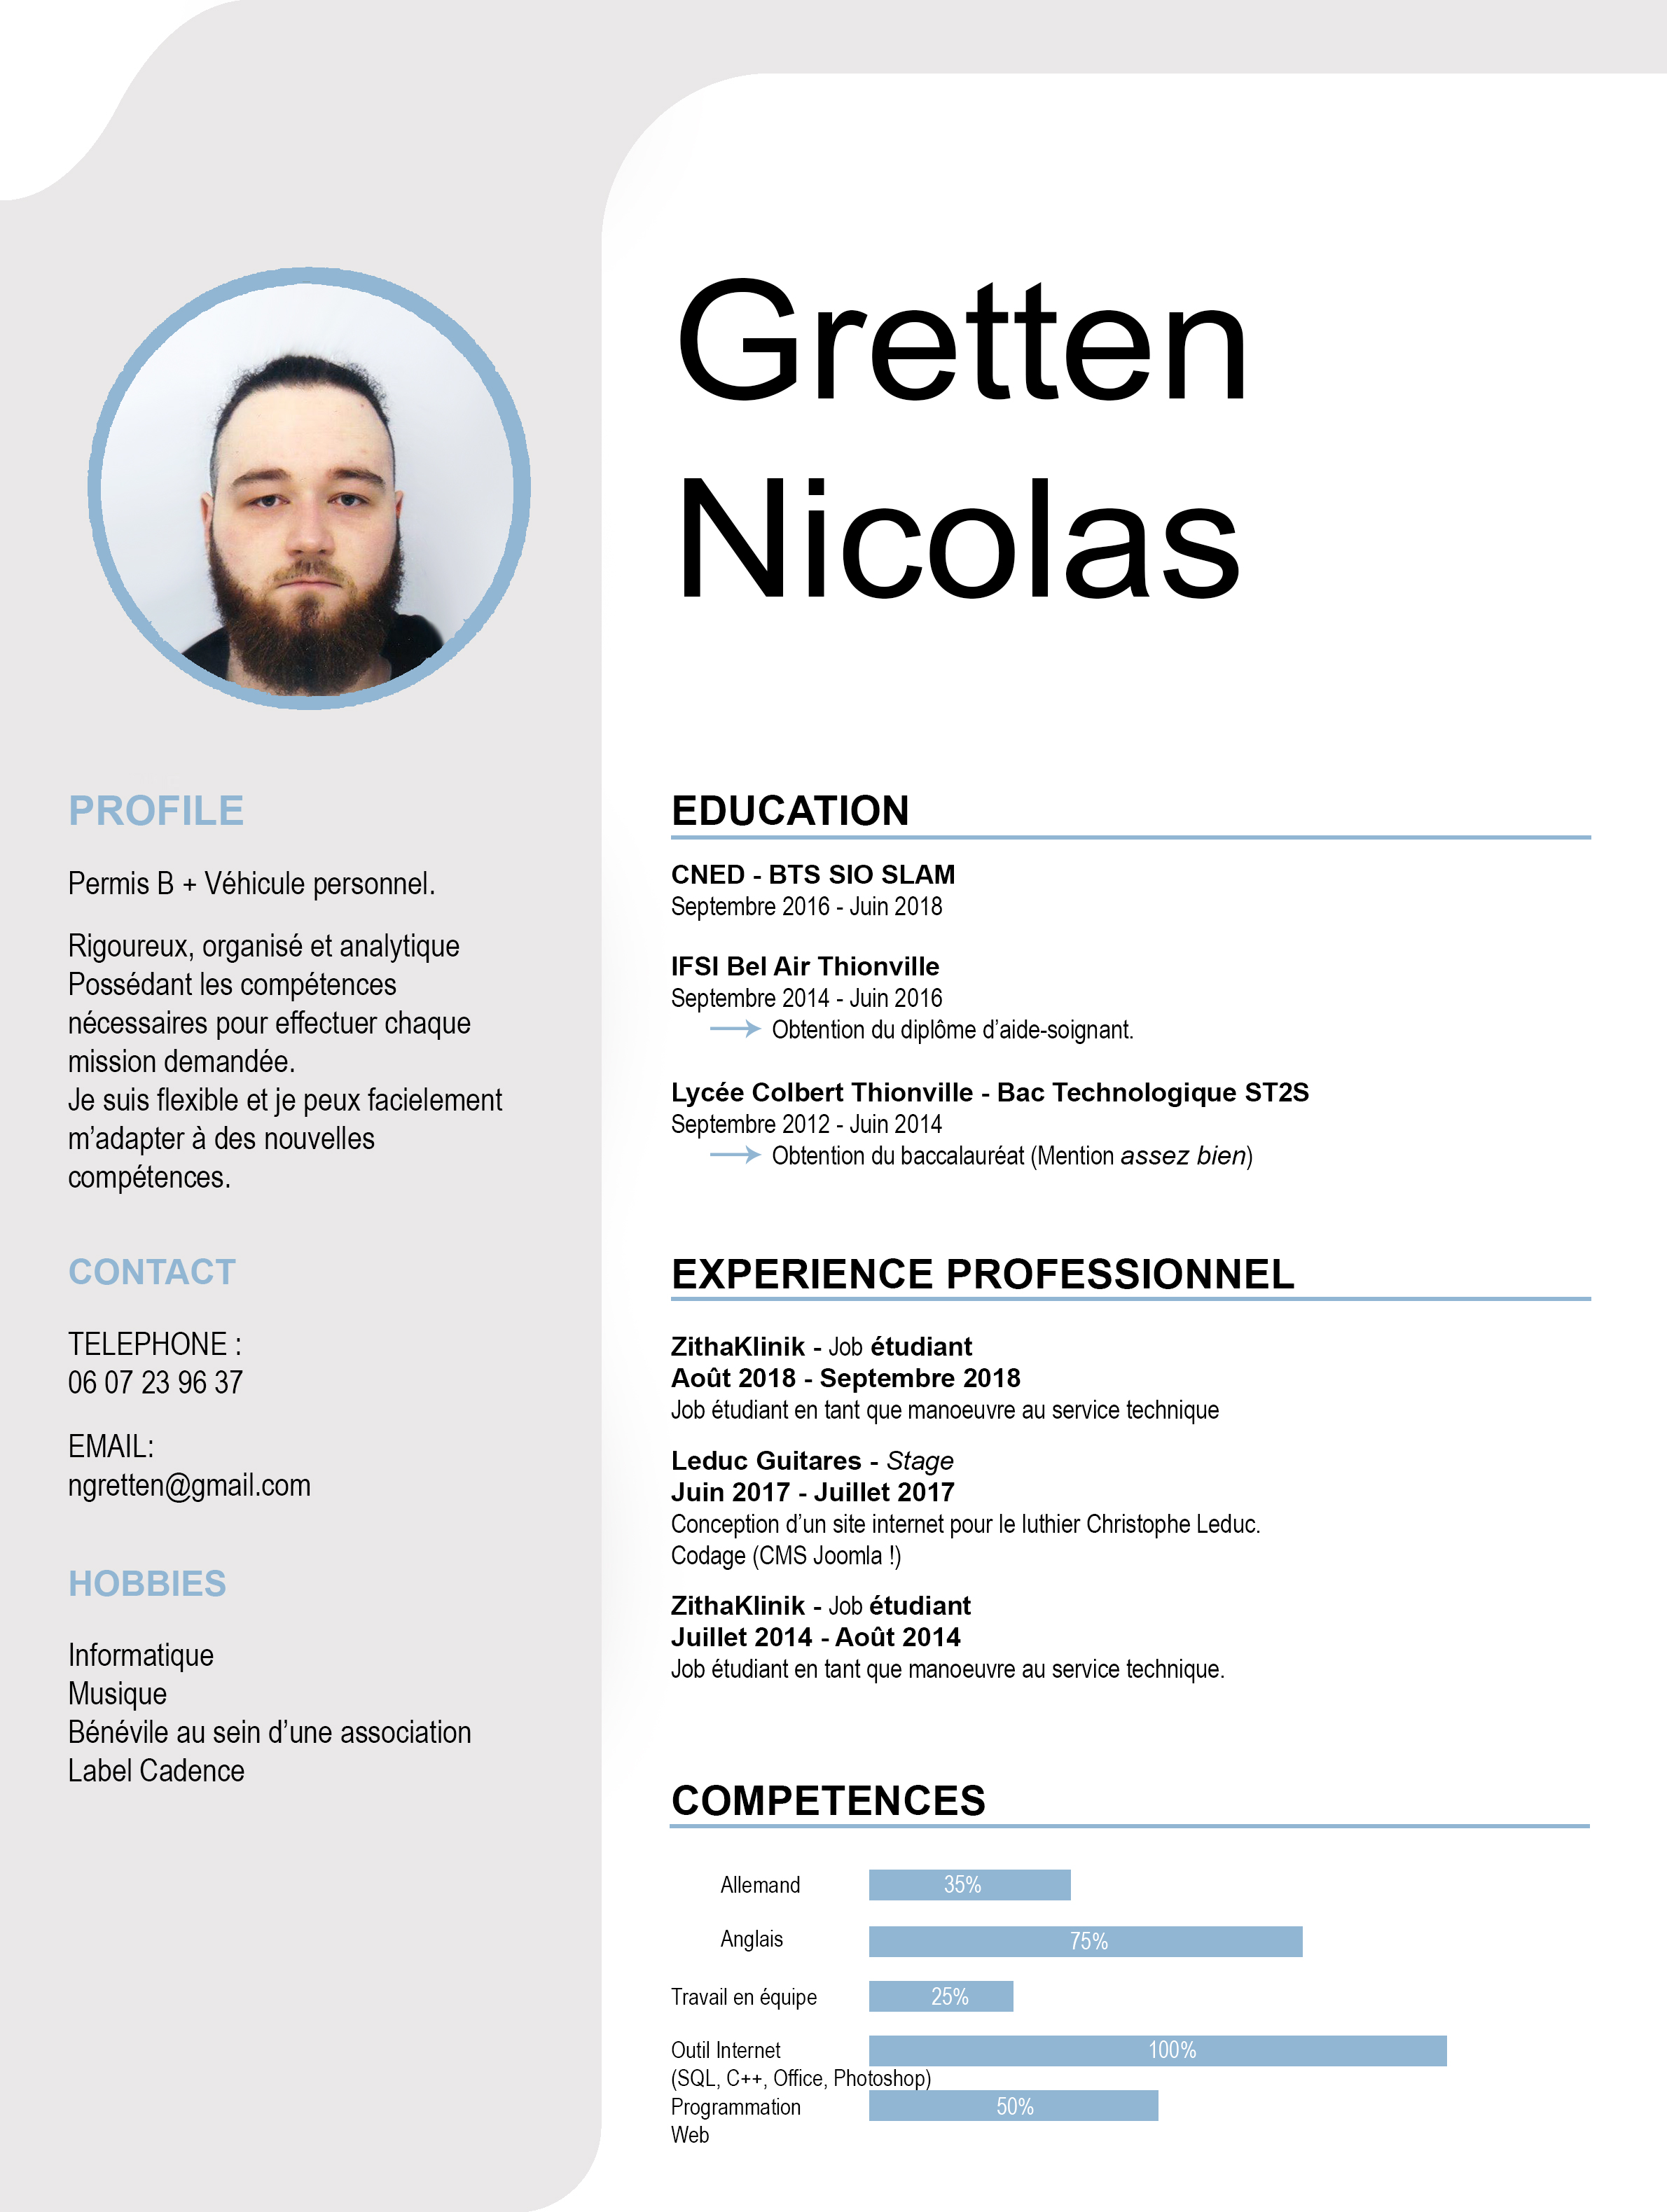 Gretten
Nicolas
PROFILE
Permis B + Véhicule personnel.
Rigoureux, organisé et analytique
Possédant les compétences
nécessaires pour effectuer chaque
mission demandée.
Je suis flexible et je peux facielement
m’adapter à des nouvelles
compétences.
CONTACT
TELEPHONE :
06 07 23 96 37
EMAIL:
ngretten@gmail.com
HOBBIES
Informatique
Musique
Bénévile au sein d’une association
Label Cadence
EDUCATION
CNED - BTS SIO SLAM
Septembre 2016 - Juin 2018
IFSI Bel Air Thionville
Septembre 2014 - Juin 2016
Obtention du diplôme d’aide-soignant.
Lycée Colbert Thionville - Bac Technologique ST2S
Septembre 2012 - Juin 2014
Obtention du baccalauréat (Mention assez bien)
EXPERIENCE PROFESSIONNEL
ZithaKlinik - Job étudiant
Août 2018 - Septembre 2018
Job étudiant en tant que manoeuvre au service technique
Leduc Guitares - Stage
Juin 2017 - Juillet 2017
Conception d’un site internet pour le luthier Christophe Leduc.
Codage (CMS Joomla !)
ZithaKlinik - Job étudiant
Juillet 2014 - Août 2014
Job étudiant en tant que manoeuvre au service technique.
COMPETENCES
Allemand 35%
Anglais 75%
Travail en équipe 25%
Outil Internet 100%
(SQL, C++, Office, Photoshop)
Programmation 50%
Web